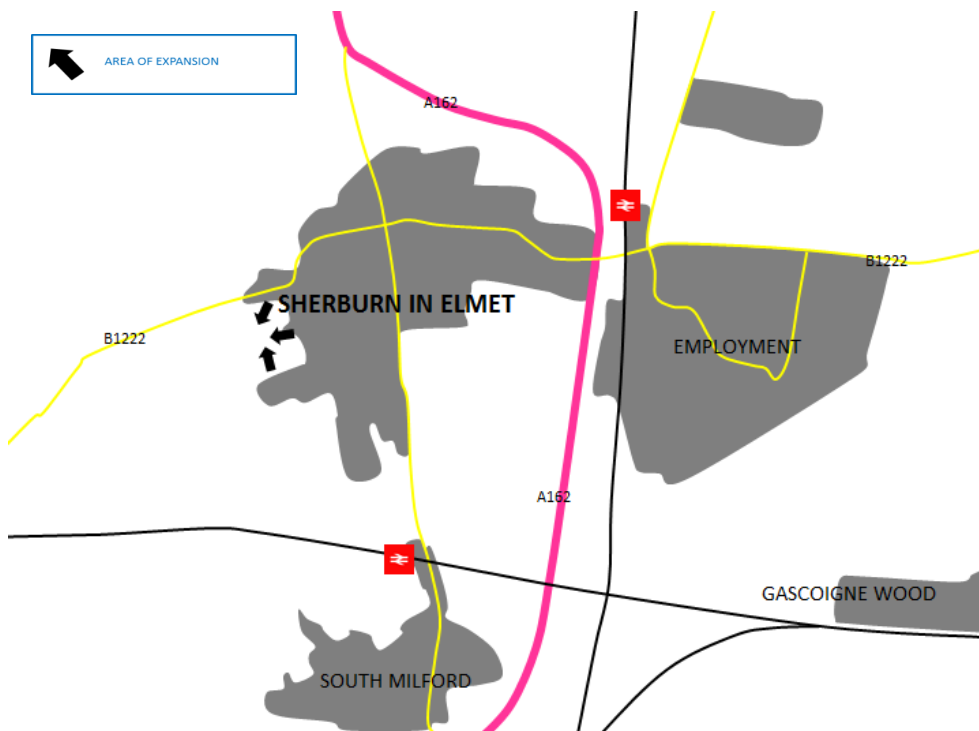 AREA OF EXPANSION
A162
B1222
SHERBURN IN ELMET
B1222
EMPLOYMENT
A162
GASCOIGNE WOOD
SOUTH MILFORD